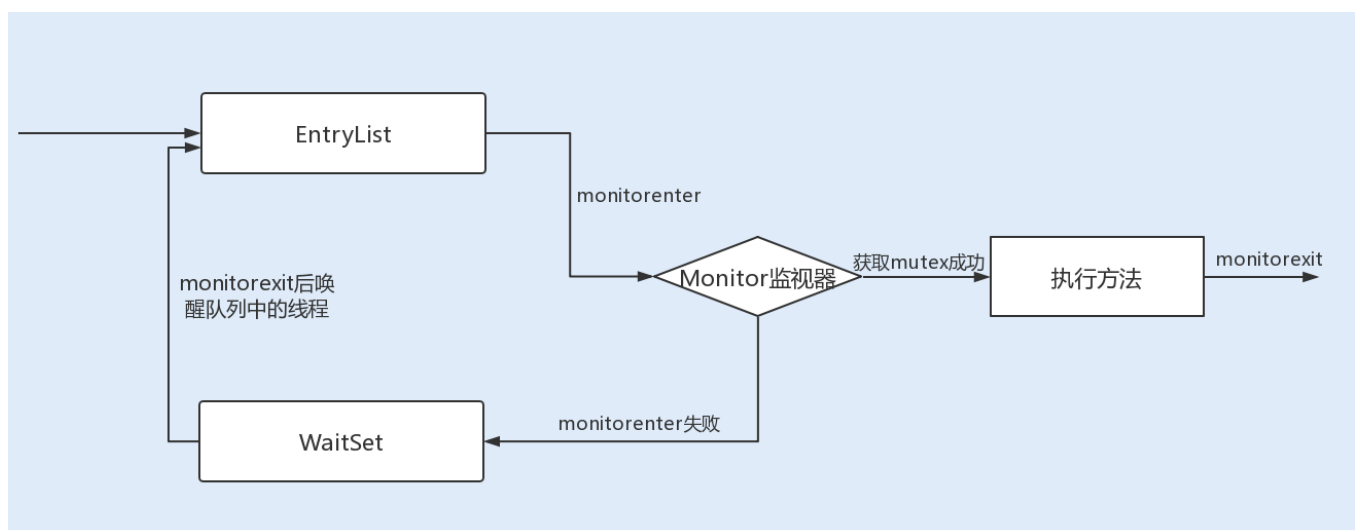 EntryList
monitorenter
获取mutex成功
monitorexit
Monitor监视器
执行方法
monitorexit后唤
醒队列中的线程
monitorenter失败
WaitSet